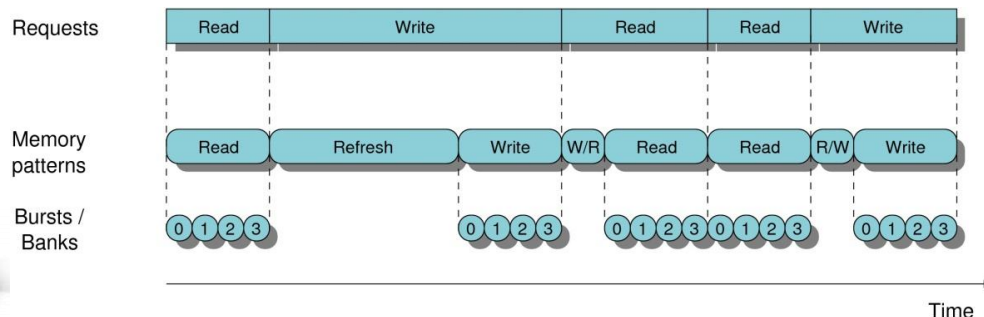 Requests Read Write Read Read Write
Memory patterns Read Refresh Write W/R Read Read R/W Write
Bursts / Banks 0 1 2 3 0 1 2 3 0 1 2 3 0 1 2 3 0 1 2 3
Time